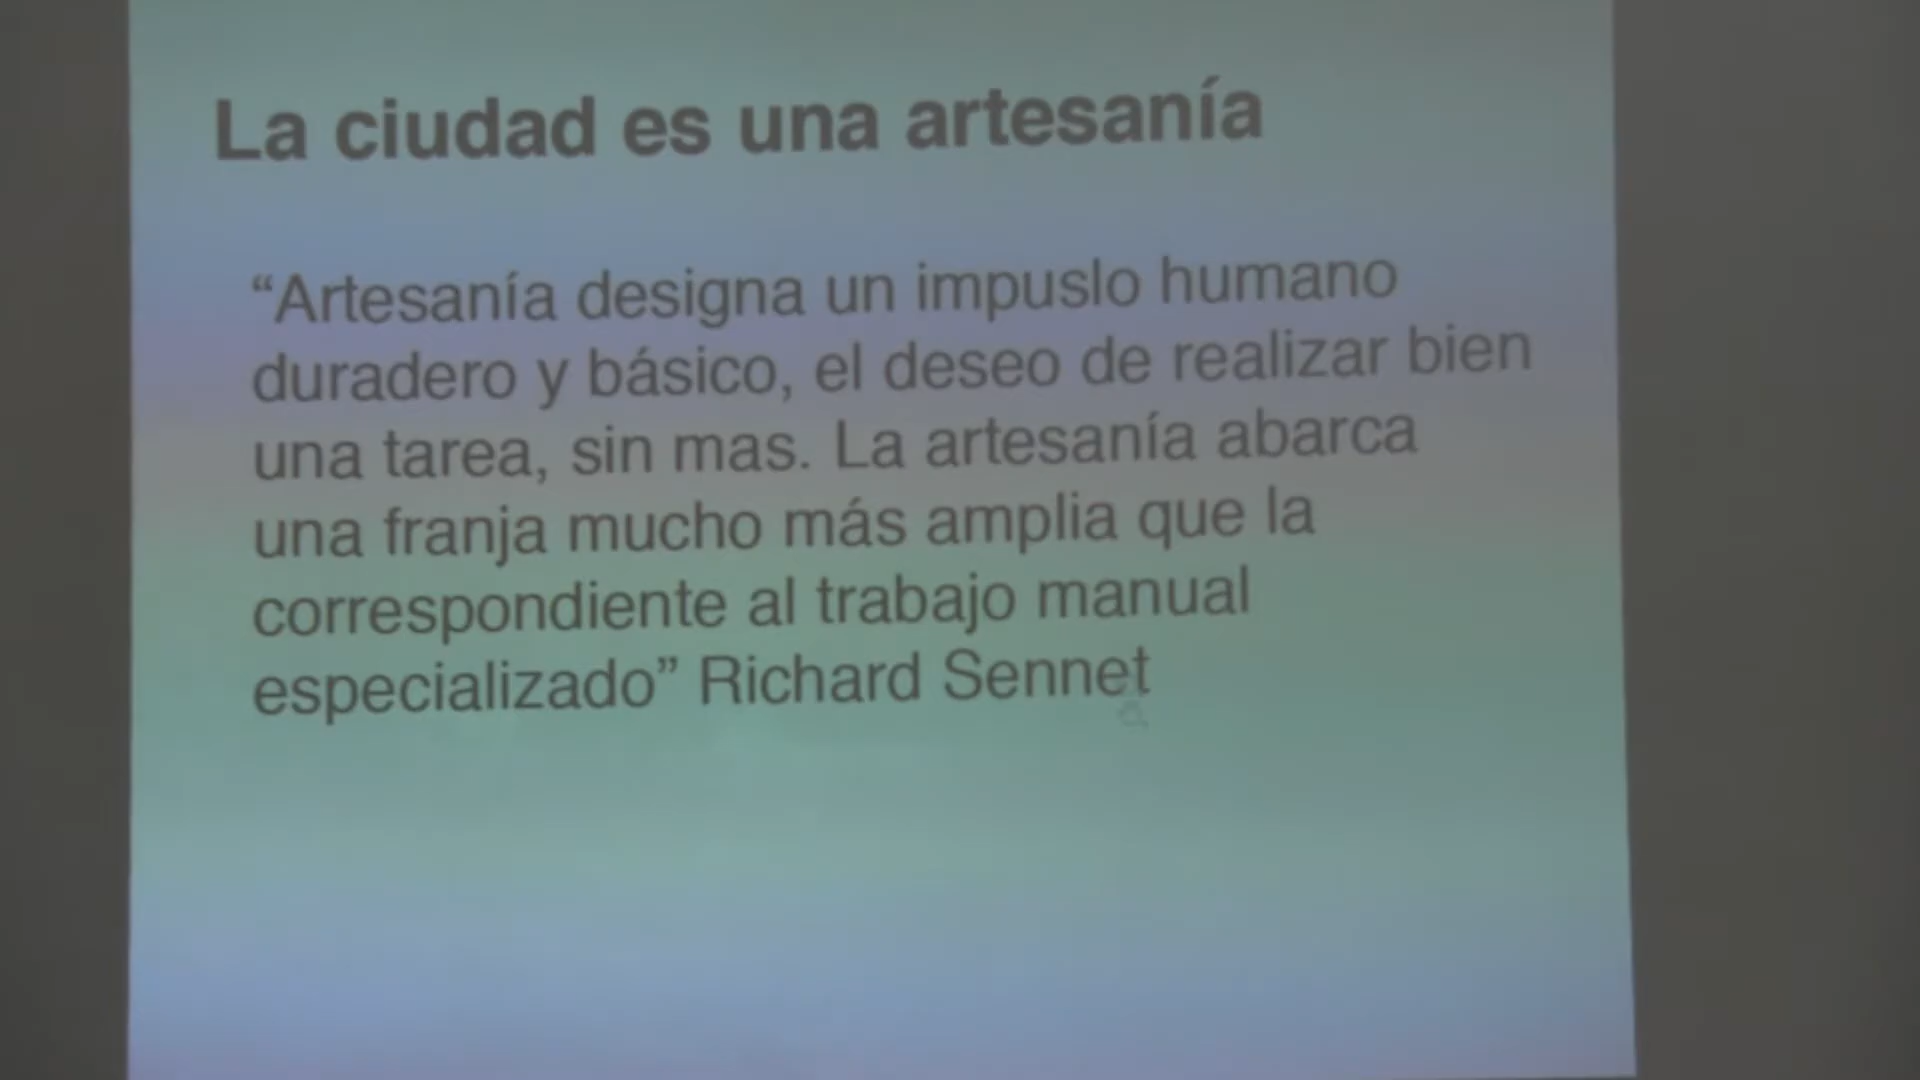 La ciudad es una artesanía
“Artesanía designa un impuslo humano
duradero y básico, el deseo de realizar bien
una tarea, sin mas. La artesanía abarca
una franja mucho más amplia que la
correspondiente al trabajo manual
especializado” Richard Sennet